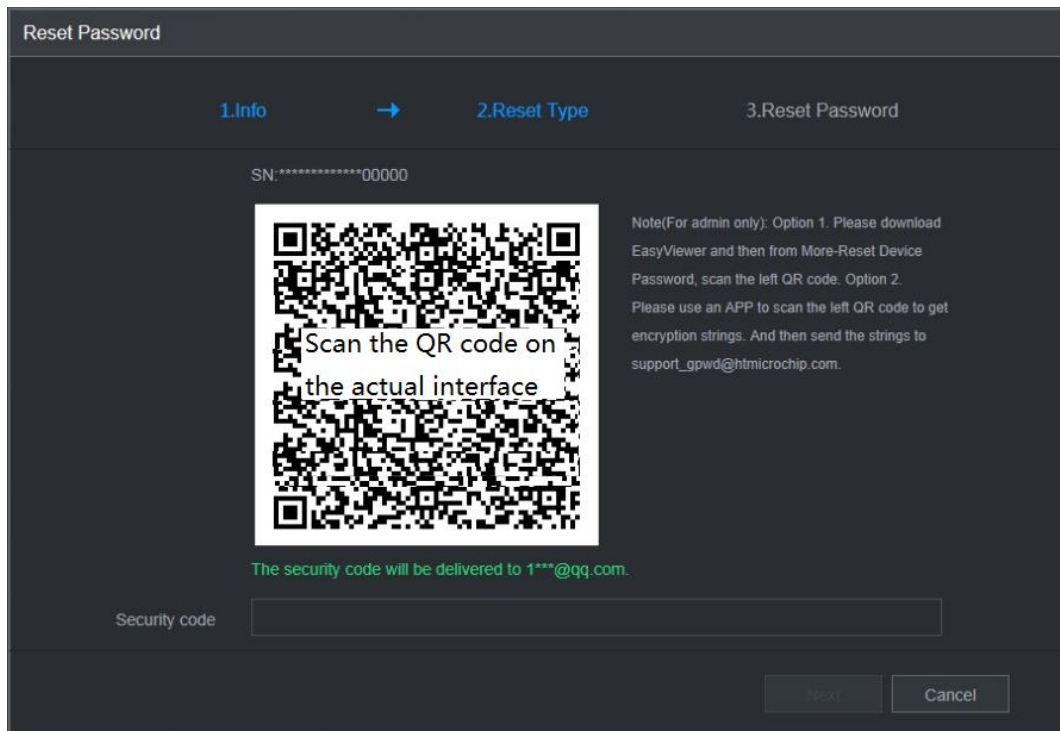 Reset Password
1.Info → 2.Reset Type 3.Reset Password
SN:*************00000
Note(For admin only): Option 1. Please download
EasyViewer and then from More-Reset Device
Password, scan the left QR code. Option 2.
Please use an APP to scan the left QR code to get
encryption strings. And then send the strings to
support_gpwd@htmicrochip.com.
Scan the QR code on
the actual interface
The security code will be delivered to 1***@qq.com.
Security code
Next Cancel